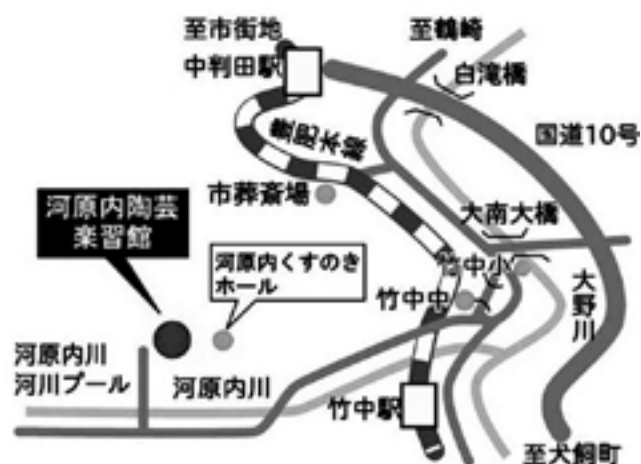 至市街地
中判田駅
至鶴崎
白滝橋
国道10号
豊肥本線
市葬斎場
大南大橋
河原内陶芸
楽習館
河原内くすのき
ホール
竹中小
竹中中
大野川
河原内川
河川プール
河原内川
竹中駅
至犬飼町